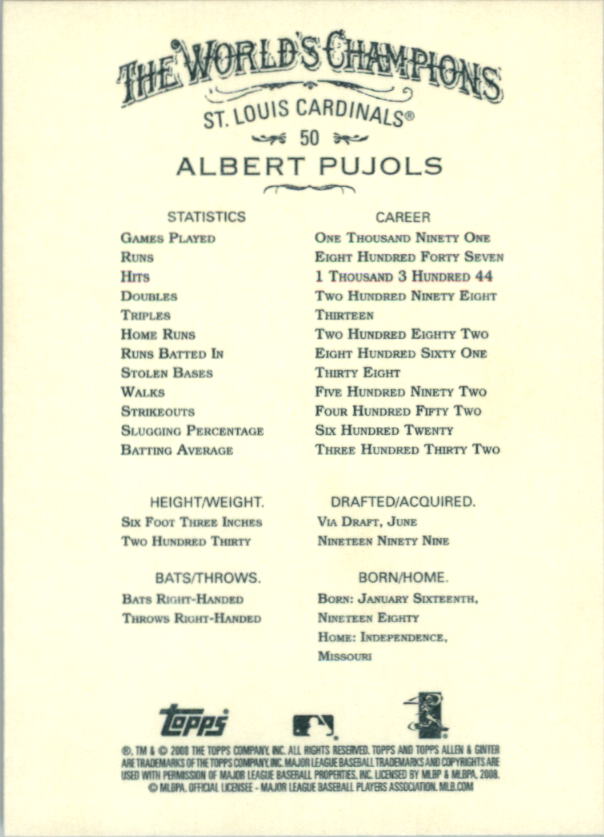 THE WORLD'S CHAMPIONS
ST. LOUIS CARDINALS®
50
ALBERT PUJOLS
STATISTICS CAREER
GAMES PLAYED ONE THOUSAND NINETY ONE
RUNS EIGHT HUNDRED FORTY SEVEN
HITS 1 THOUSAND 3 HUNDRED 44
DOUBLES TWO HUNDRED NINETY EIGHT
TRIPLES THIRTEEN
HOME RUNS TWO HUNDRED EIGHTY TWO
RUNS BATTED IN EIGHT HUNDRED SIXTY ONE
STOLEN BASES THIRTY EIGHT
WALKS FIVE HUNDRED NINETY TWO
STRIKEOUTS FOUR HUNDRED FIFTY TWO
SLUGGING PERCENTAGE SIX HUNDRED TWENTY
BATTING AVERAGE THREE HUNDRED THIRTY TWO
HEIGHT/WEIGHT. DRAFTED/ACQUIRED.
SIX FOOT THREE INCHES VIA DRAFT, JUNE
TWO HUNDRED THIRTY NINETEEN NINETY NINE
BATS/THROWS. BORN/HOME.
BATS RIGHT-HANDED BORN: JANUARY SIXTEENTH,
THROWS RIGHT-HANDED NINETEEN EIGHTY
HOME: INDEPENDENCE,
MISSOURI
Topps
®, TM & © 2008 THE TOPPS COMPANY, INC. ALL RIGHTS RESERVED. TOPPS AND TOPPS ALLEN & GINTER
ARE TRADEMARKS OF THE TOPPS COMPANY, INC. MAJOR LEAGUE BASEBALL TRADEMARKS AND COPYRIGHTS ARE
USED WITH PERMISSION OF MAJOR LEAGUE BASEBALL PROPERTIES, INC. LICENSED BY MLBP & MLBPA, 2008.
© MLBPA. OFFICIAL LICENSEE - MAJOR LEAGUE BASEBALL PLAYERS ASSOCIATION. MLB.COM